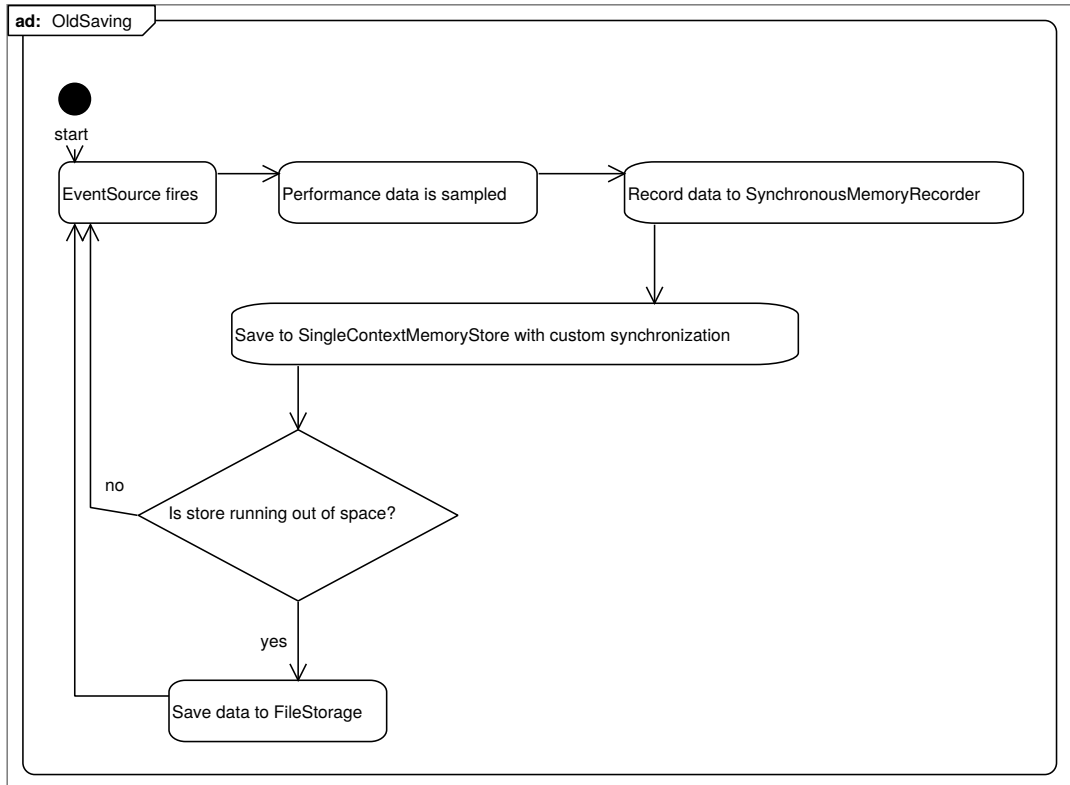 ad: OldSaving
start
EventSource fires
Performance data is sampled
Record data to SynchronousMemoryRecorder
Save to SingleContextMemoryStore with custom synchronization
no
Is store running out of space?
yes
Save data to FileStorage